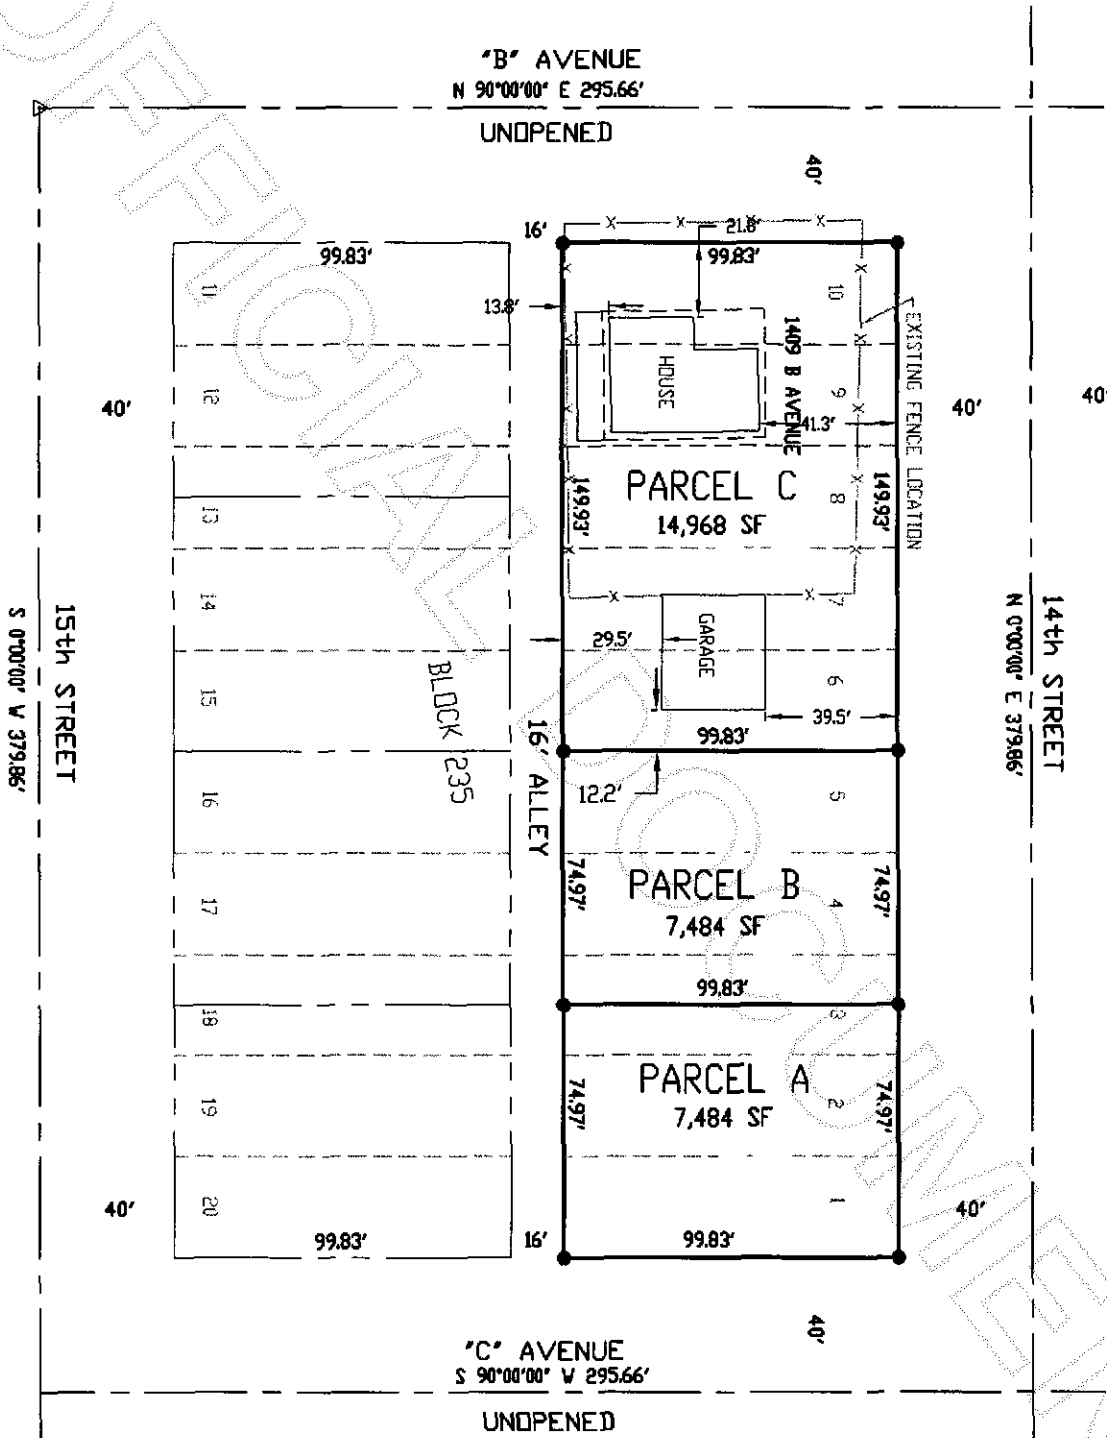 "B" AVENUE
N 90°00'00" E 295.66'
UNOPENED
40'
16'
21.8'
99.83'
99.83'
11
10
13.8'
EXISTING FENCE LOCATION
1409 B AVENUE
HOUSE
12
9
40'
40'
40'
41.3'
PARCEL C
14,968 SF
149.93'
149.93'
8
13
14
7
15th STREET
S 0°00'00" W 379.86'
14th STREET
N 0°00'00" E 379.86'
29.5'
GARAGE
15
6
BLOCK 235
39.5'
99.83'
16' ALLEY
12.2'
16
5
PARCEL B
7,484 SF
74.97'
74.97'
17
4
99.83'
18
3
PARCEL A
7,484 SF
74.97'
74.97'
19
2
40'
20
1
40'
99.83'
16'
99.83'
40'
"C" AVENUE
S 90°00'00" W 295.66'
UNOPENED
OFFICIAL DOCUMEN